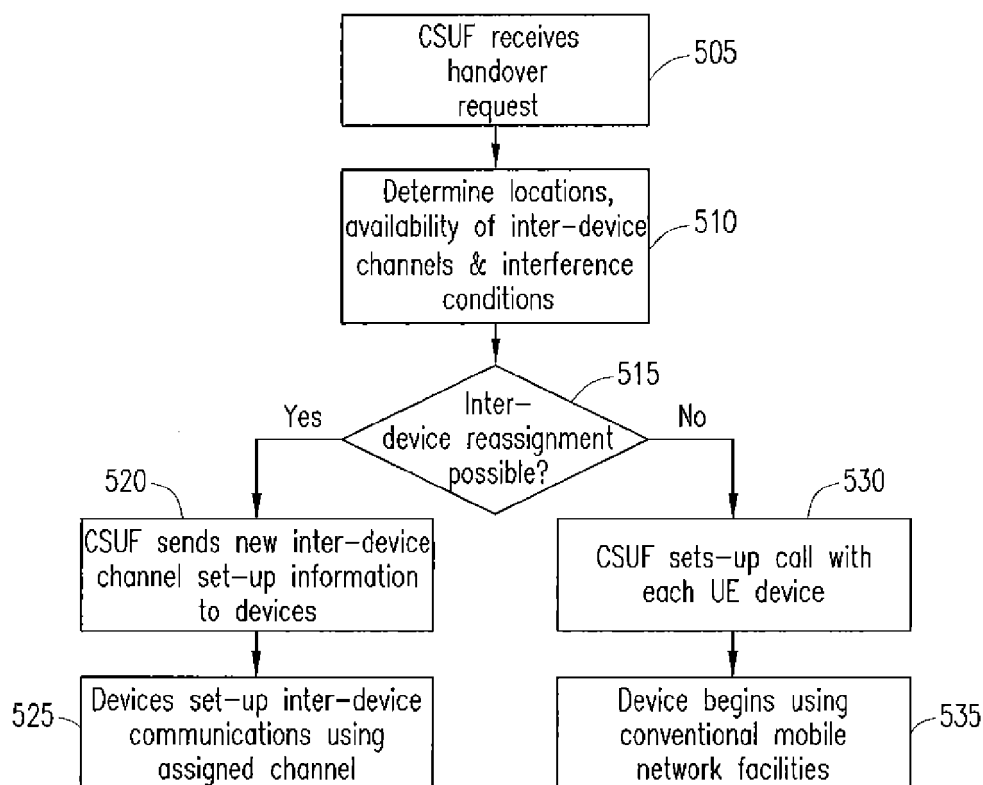 CSUF receives
handover
request
505
Determine locations,
availability of inter-device
channels & interference
conditions
510
Inter-
device reassignment
possible?
515
Yes
No
520
CSUF sends new inter-device
channel set-up information
to devices
530
CSUF sets-up call with
each UE device
525
Devices set-up inter-device
communications using
assigned channel
Device begins using
conventional mobile
network facilities
535